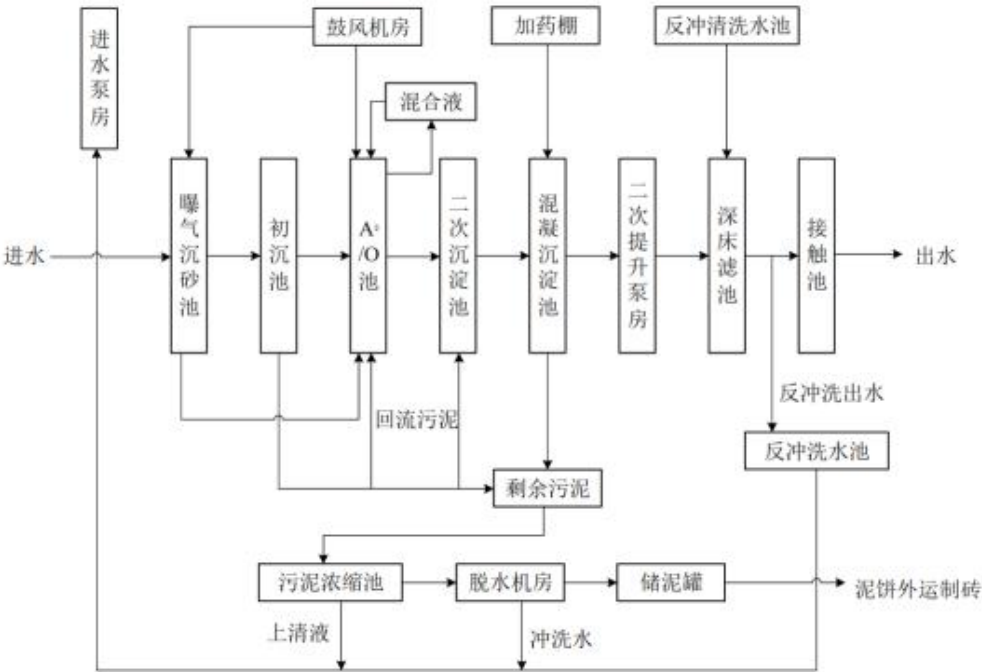 进水泵房
鼓风机房
加药棚
反冲清洗水池
混合液
进水
曝气沉砂池
初沉池
A²/O池
二次沉淀池
混凝沉淀池
二次提升泵房
深床滤池
接触池
出水
回流污泥
反冲洗出水
反冲洗水池
剩余污泥
污泥浓缩池
脱水机房
储泥罐
泥饼外运制砖
上清液
冲洗水